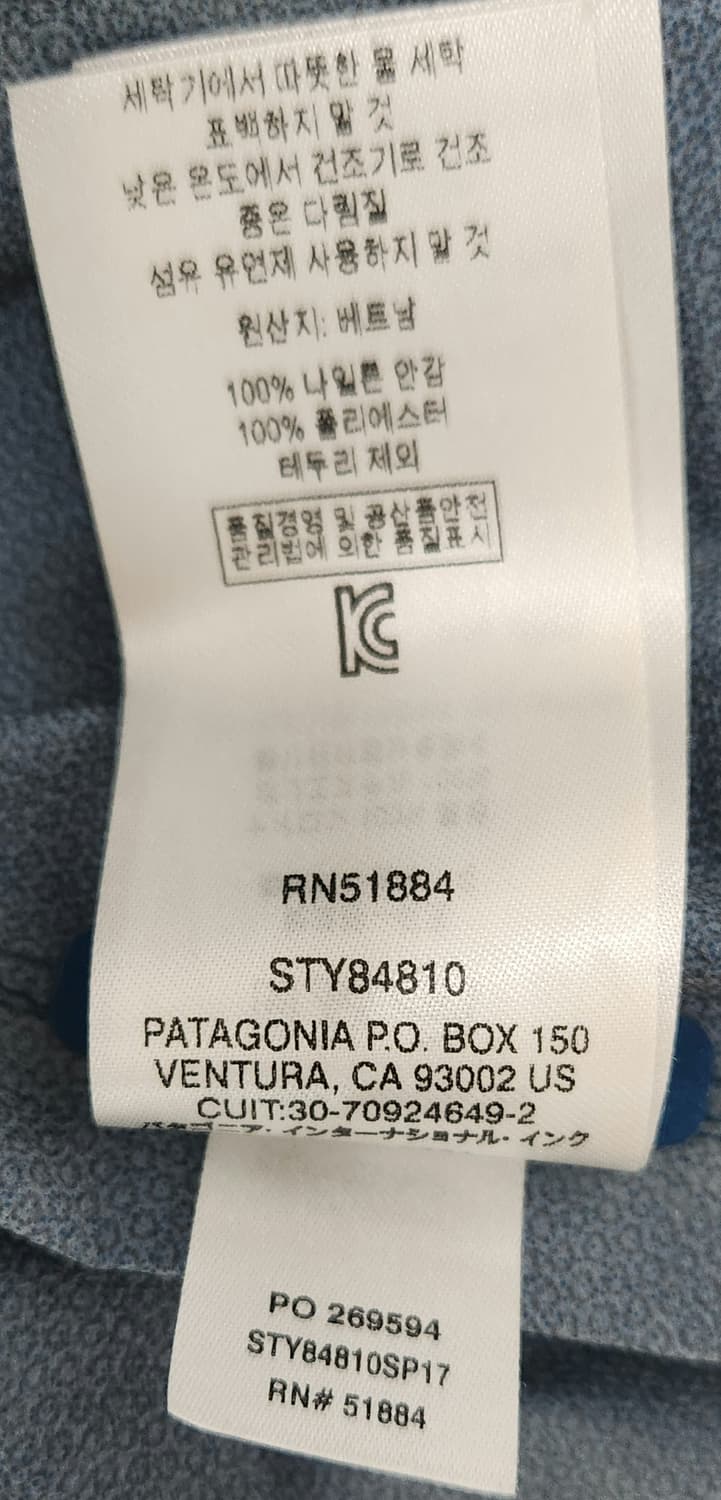 세탁기에서 따뜻한 물 세탁
표백하지 말 것
낮은 온도에서 건조기로 건조
중온 다림질
섬유 유연제 사용하지 말 것
원산지: 베트남
100% 나일론 안감
100% 폴리에스터
테두리 제외
품질경영 및 공산품안전
관리법에 의한 품질표시
RN51884
STY84810
PATAGONIA P.O. BOX 150
VENTURA, CA 93002 US
CUIT:30-70924649-2
パタゴニア・インターナショナル・インク
PO 269594
STY84810SP17
RN# 51884